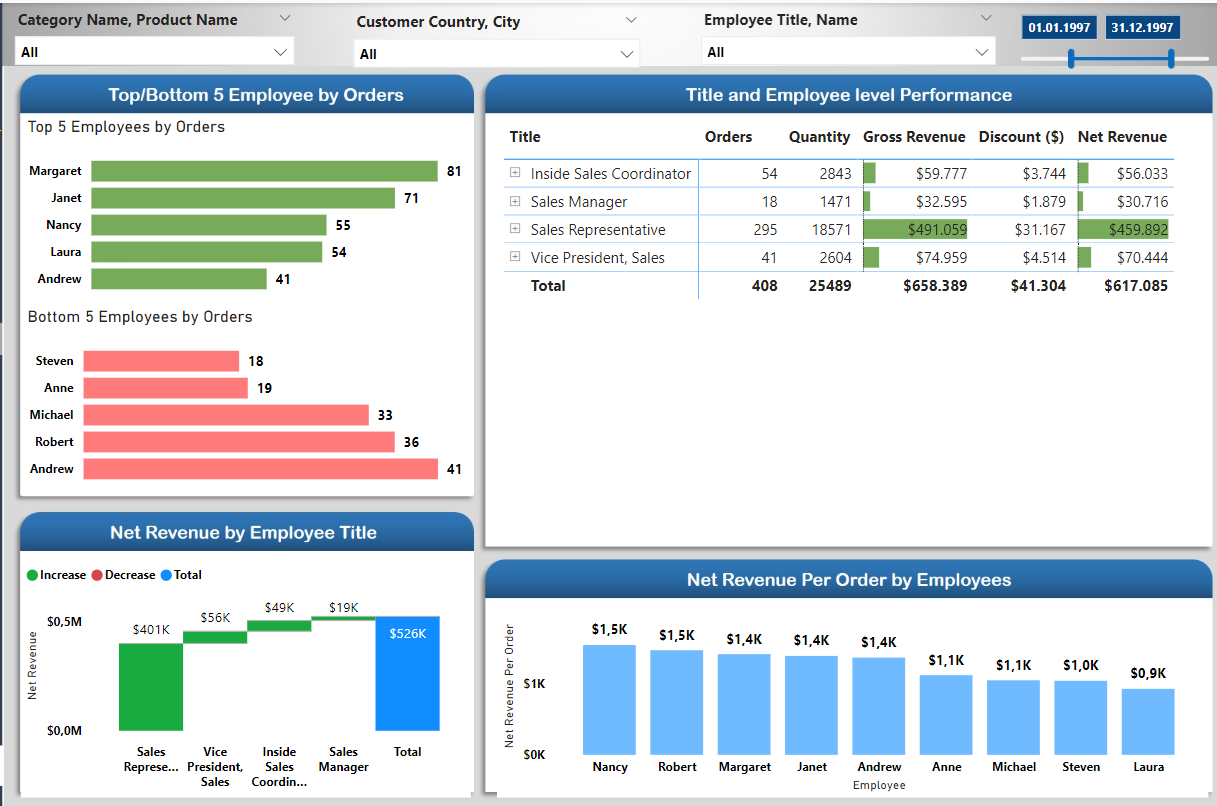 Category Name, Product Name
All
Customer Country, City
All
Employee Title, Name
All
01.01.1997 31.12.1997
Top/Bottom 5 Employee by Orders
Top 5 Employees by Orders
Margaret 81
Janet 71
Nancy 55
Laura 54
Andrew 41
Bottom 5 Employees by Orders
Steven 18
Anne 19
Michael 33
Robert 36
Andrew 41
Title and Employee level Performance
Title Orders Quantity Gross Revenue Discount ($) Net Revenue
Inside Sales Coordinator 54 2843 $59.777 $3.744 $56.033
Sales Manager 18 1471 $32.595 $1.879 $30.716
Sales Representative 295 18571 $491.059 $31.167 $459.892
Vice President, Sales 41 2604 $74.959 $4.514 $70.444
Total 408 25489 $658.389 $41.304 $617.085
Net Revenue by Employee Title
Increase Decrease Total
Net Revenue
$0,5M
$0,0M
$401K $56K $49K $19K $526K
Sales Vice Inside Sales Total
Represe... President, Sales Manager
Sales Coordin...
Net Revenue Per Order by Employees
Net Revenue Per Order
$1K
$0K
$1,5K $1,5K $1,4K $1,4K $1,4K $1,1K $1,1K $1,0K $0,9K
Nancy Robert Margaret Janet Andrew Anne Michael Steven Laura
Employee